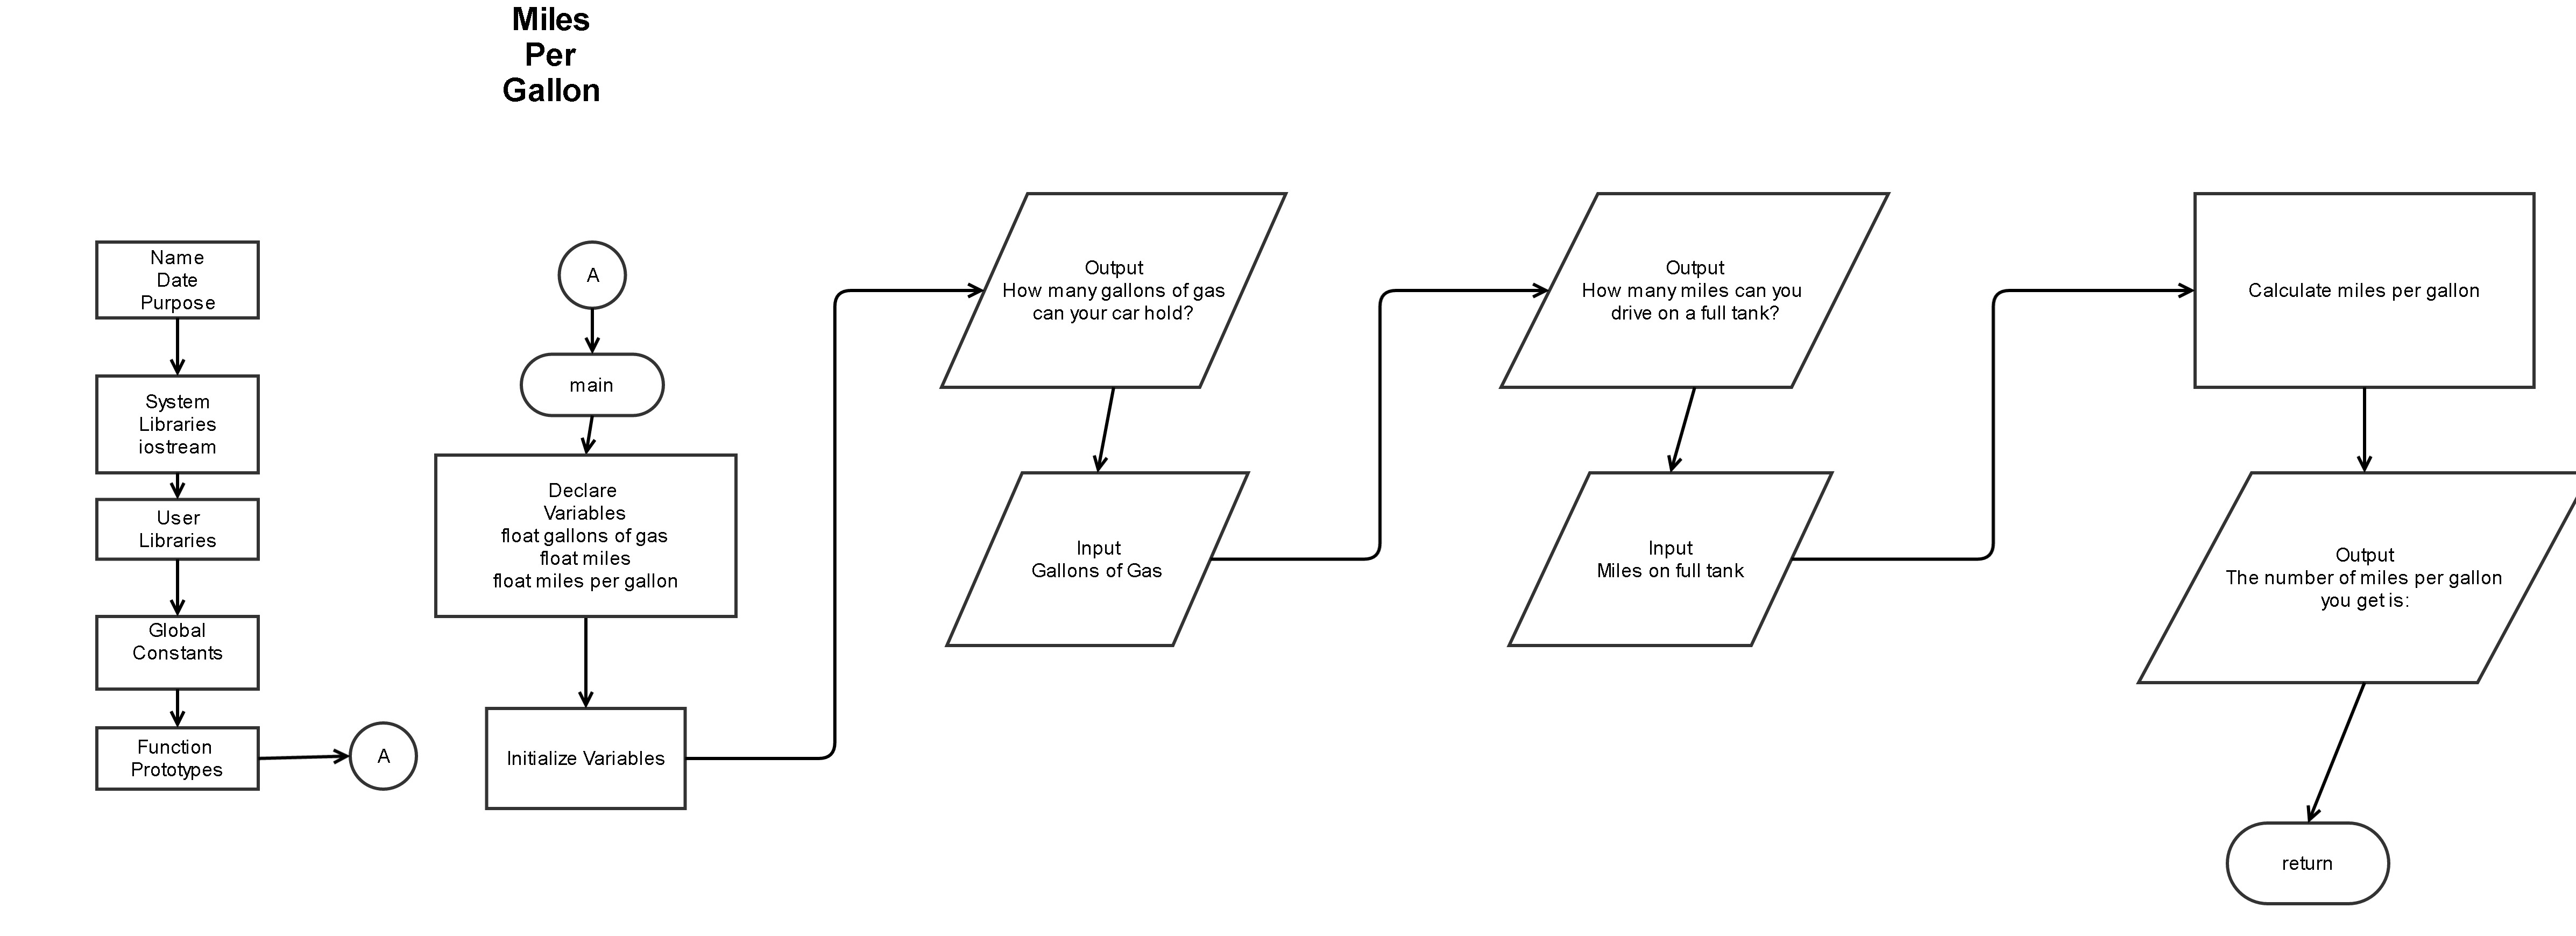 Miles
Per
Gallon
Name
Date
Purpose
System
Libraries
iostream
User
Libraries
Global
Constants
Function
Prototypes
A
A
main
Declare
Variables
float gallons of gas
float miles
float miles per gallon
Initialize Variables
Output
How many gallons of gas
can your car hold?
Input
Gallons of Gas
Output
How many miles can you
drive on a full tank?
Input
Miles on full tank
Calculate miles per gallon
Output
The number of miles per gallon
you get is:
return